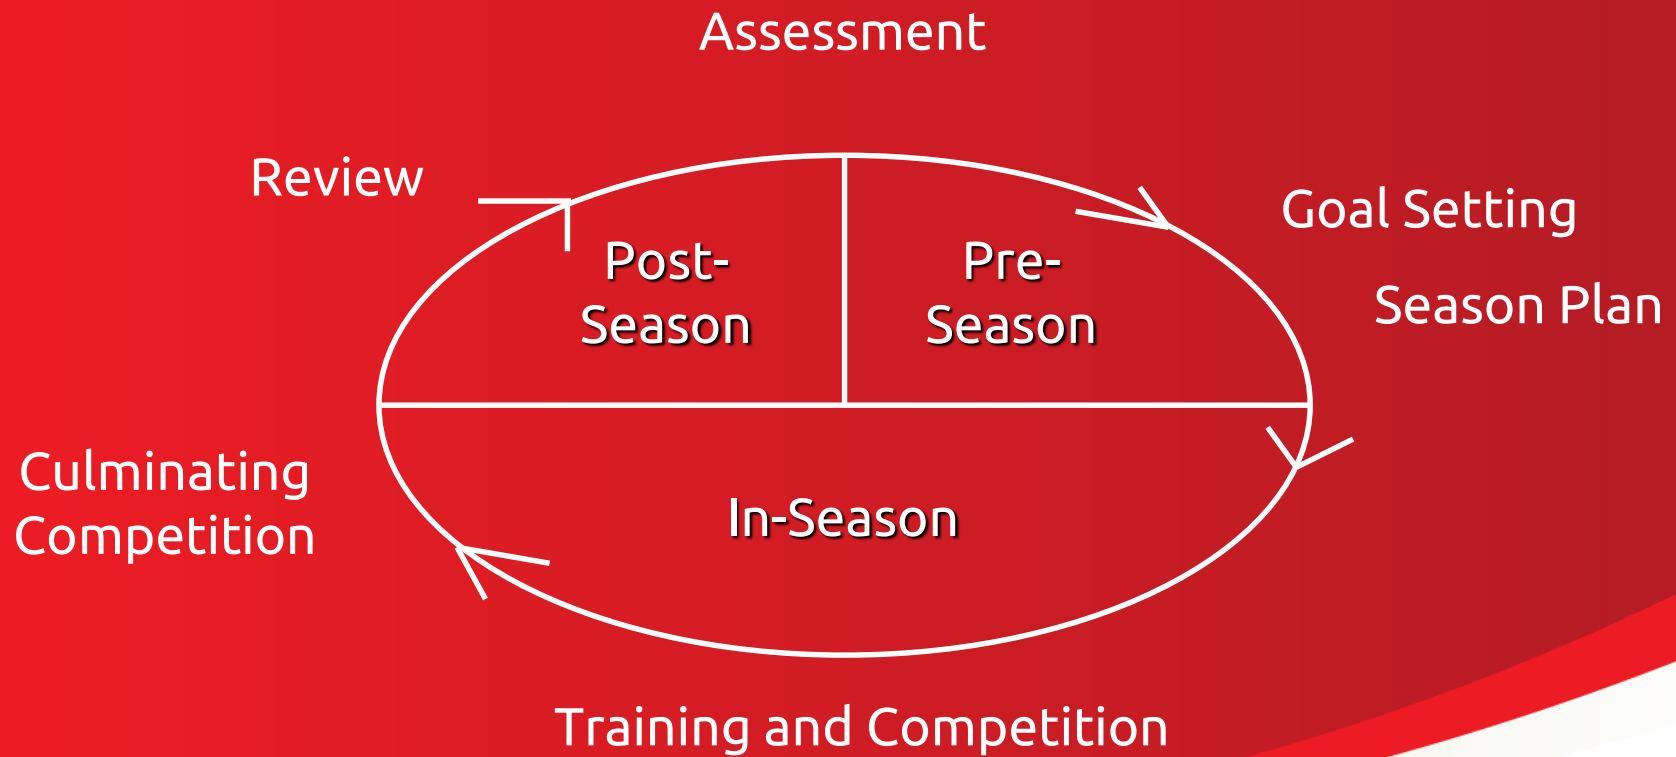 Assessment
Review
Goal Setting
Post-
Season
Pre-
Season
Season Plan
Culminating
Competition
In-Season
Training and Competition